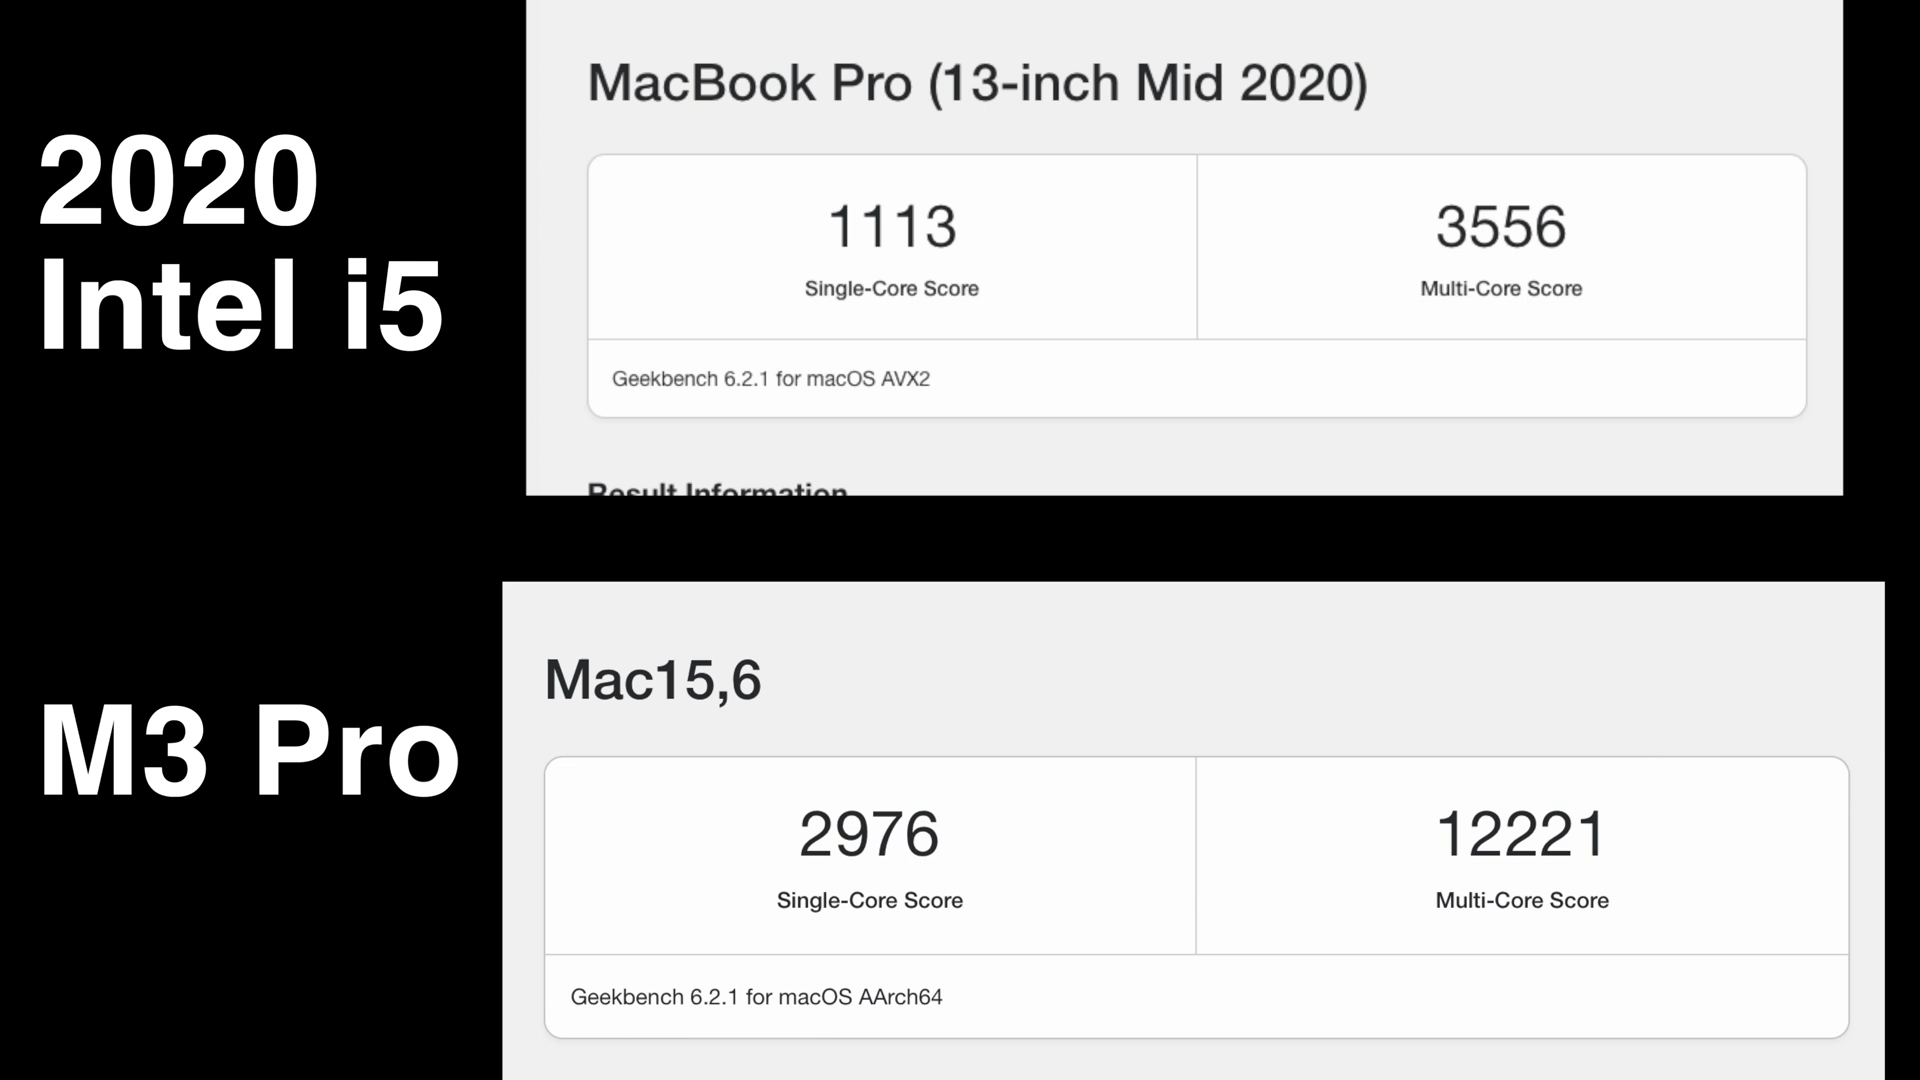 2020
Intel i5
MacBook Pro (13-inch Mid 2020)
1113
Single-Core Score
3556
Multi-Core Score
Geekbench 6.2.1 for macOS AVX2
Result Information
M3 Pro
Mac15,6
2976
Single-Core Score
12221
Multi-Core Score
Geekbench 6.2.1 for macOS AArch64